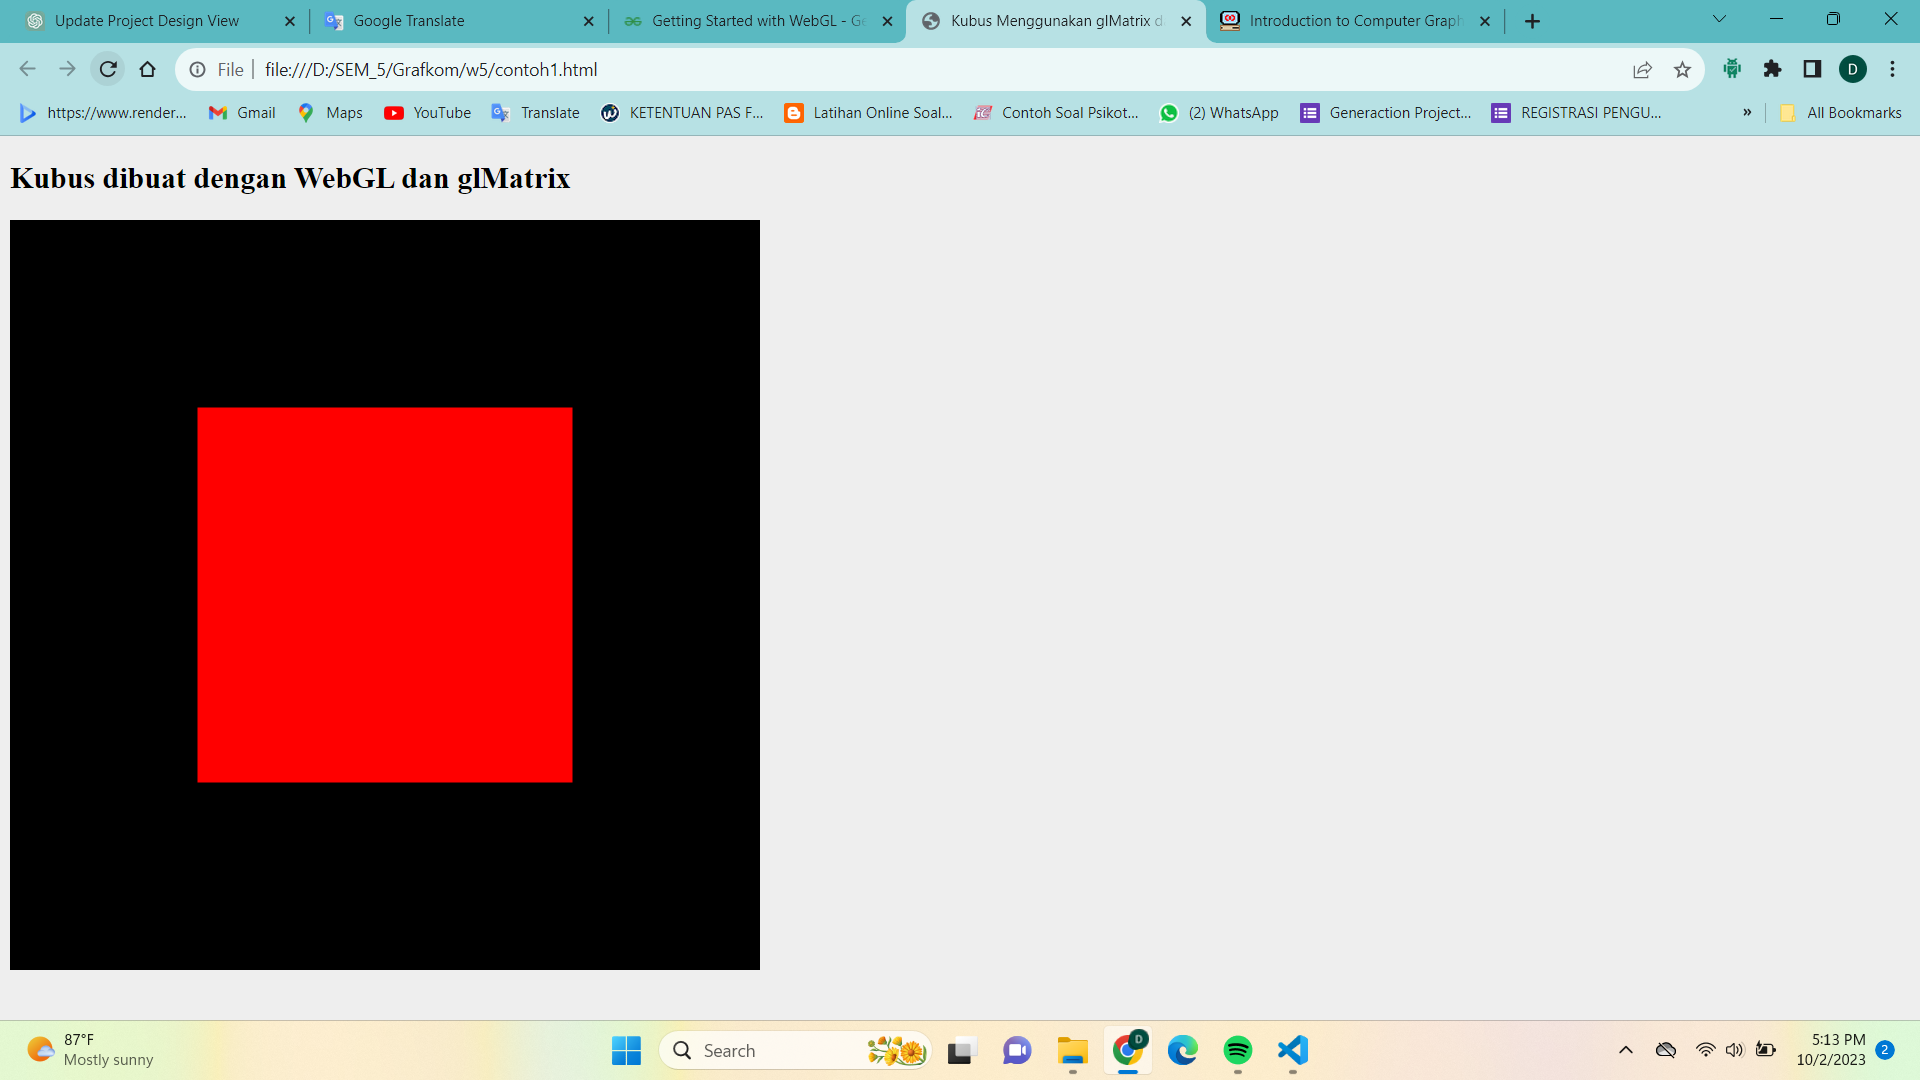 Update Project Design View
Google Translate
Getting Started with WebGL - Ge
Kubus Menggunakan glMatrix d
Introduction to Computer Graph
File
file:///D:/SEM_5/Grafkom/w5/contoh1.html
D
https://www.render...
Gmail
Maps
YouTube
Translate
KETENTUAN PAS F...
Latihan Online Soal...
Contoh Soal Psikot...
(2) WhatsApp
Generaction Project...
REGISTRASI PENGU...
»
All Bookmarks
Kubus dibuat dengan WebGL dan glMatrix
87°F
Mostly sunny
Search
D
5:13 PM
10/2/2023
2